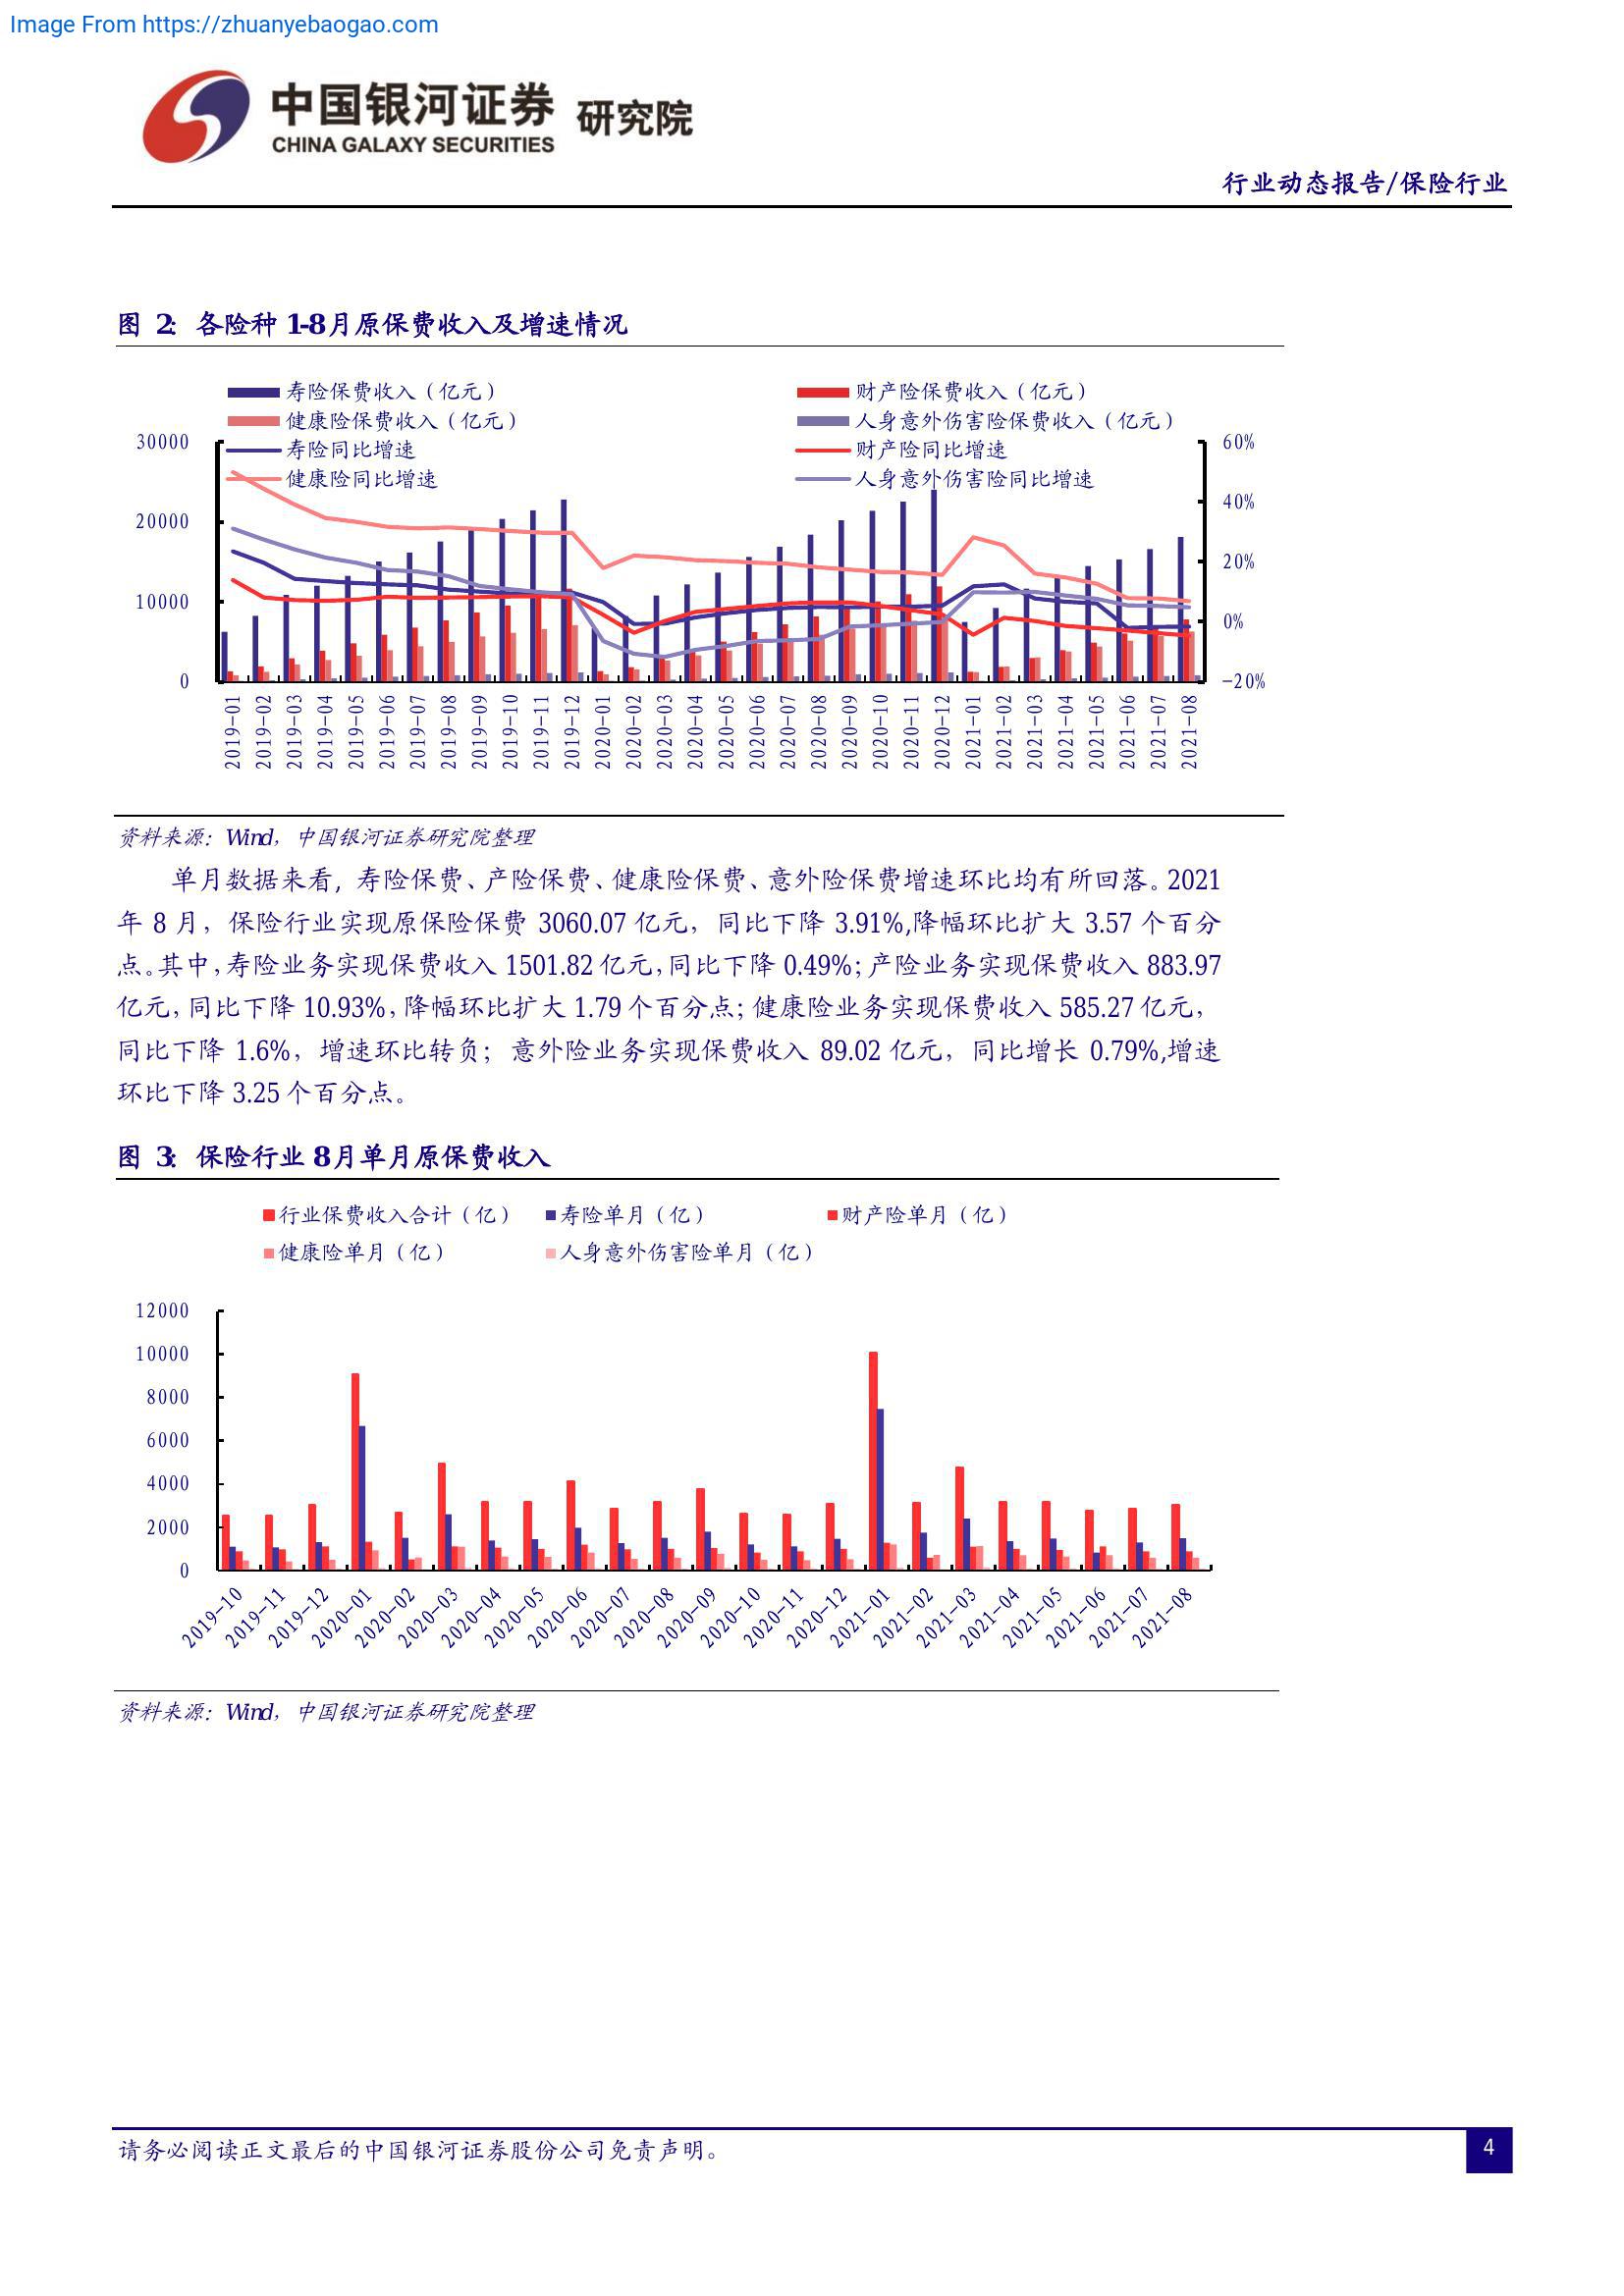 Image From https://zhuanyebaogao.com
中国银河证券 研究院
CHINA GALAXY SECURITIES
行业动态报告/保险行业
图 2: 各险种 1-8月原保费收入及增速情况
寿险保费收入（亿元） 财产险保费收入（亿元）
健康险保费收入（亿元） 人身意外伤害险保费收入（亿元）
寿险同比增速 财产险同比增速
健康险同比增速 人身意外伤害险同比增速
30000
20000
10000
0
60%
40%
20%
0%
-20%
2019-01 2019-02 2019-03 2019-04 2019-05 2019-06 2019-07 2019-08 2019-09 2019-10 2019-11 2019-12 2020-01 2020-02 2020-03 2020-04 2020-05 2020-06 2020-07 2020-08 2020-09 2020-10 2020-11 2020-12 2021-01 2021-02 2021-03 2021-04 2021-05 2021-06 2021-07 2021-08
资料来源：Wind，中国银河证券研究院整理
单月数据来看，寿险保费、产险保费、健康险保费、意外险保费增速环比均有所回落。2021
年 8 月，保险行业实现原保险保费 3060.07 亿元，同比下降 3.91%,降幅环比扩大 3.57 个百分
点。其中，寿险业务实现保费收入 1501.82 亿元，同比下降 0.49%；产险业务实现保费收入 883.97
亿元，同比下降 10.93%，降幅环比扩大 1.79 个百分点；健康险业务实现保费收入 585.27 亿元，
同比下降 1.6%，增速环比转负；意外险业务实现保费收入 89.02 亿元，同比增长 0.79%,增速
环比下降 3.25 个百分点。
图 3: 保险行业 8月单月原保费收入
行业保费收入合计（亿） 寿险单月（亿） 财产险单月（亿）
健康险单月（亿） 人身意外伤害险单月（亿）
12000
10000
8000
6000
4000
2000
0
2019-10 2019-11 2019-12 2020-01 2020-02 2020-03 2020-04 2020-05 2020-06 2020-07 2020-08 2020-09 2020-10 2020-11 2020-12 2021-01 2021-02 2021-03 2021-04 2021-05 2021-06 2021-07 2021-08
资料来源：Wind，中国银河证券研究院整理
请务必阅读正文最后的中国银河证券股份公司免责声明。
4